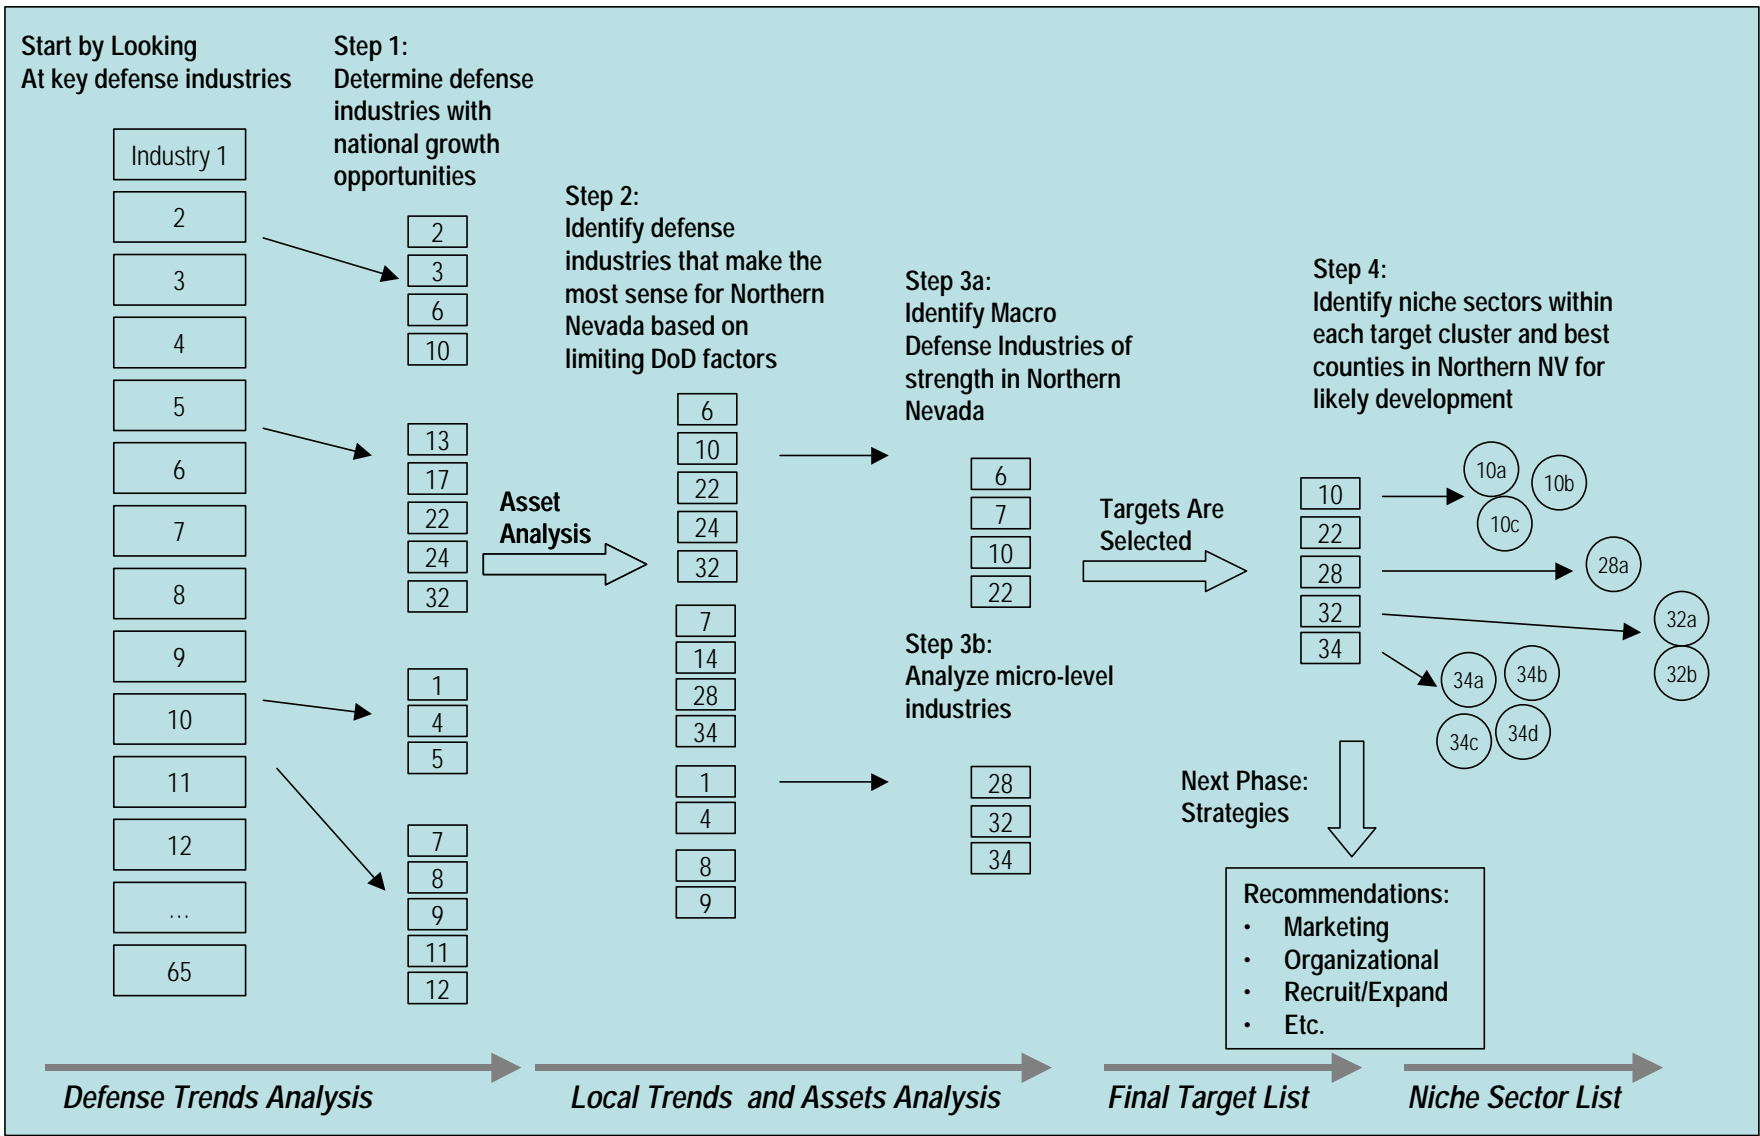 Start by Looking
At key defense industries
Industry 1
2
3
4
5
6
7
8
9
10
11
12
...
65
Step 1:
Determine defense
industries with
national growth
opportunities
2
3
6
10
13
17
22
24
32
1
4
5
7
8
9
11
12
Asset
Analysis
Step 2:
Identify defense
industries that make the
most sense for Northern
Nevada based on
limiting DoD factors
6
10
22
24
32
7
14
28
34
1
4
8
9
Step 3a:
Identify Macro
Defense Industries of
strength in Northern
Nevada
6
7
10
22
Step 3b:
Analyze micro-level
industries
28
32
34
Targets Are
Selected
Step 4:
Identify niche sectors within
each target cluster and best
counties in Northern NV for
likely development
10
22
28
32
34
10a
10b
10c
28a
32a
32b
34a
34b
34c
34d
Next Phase:
Strategies
Recommendations:
• Marketing
• Organizational
• Recruit/Expand
• Etc.
Defense Trends Analysis
Local Trends and Assets Analysis
Final Target List
Niche Sector List